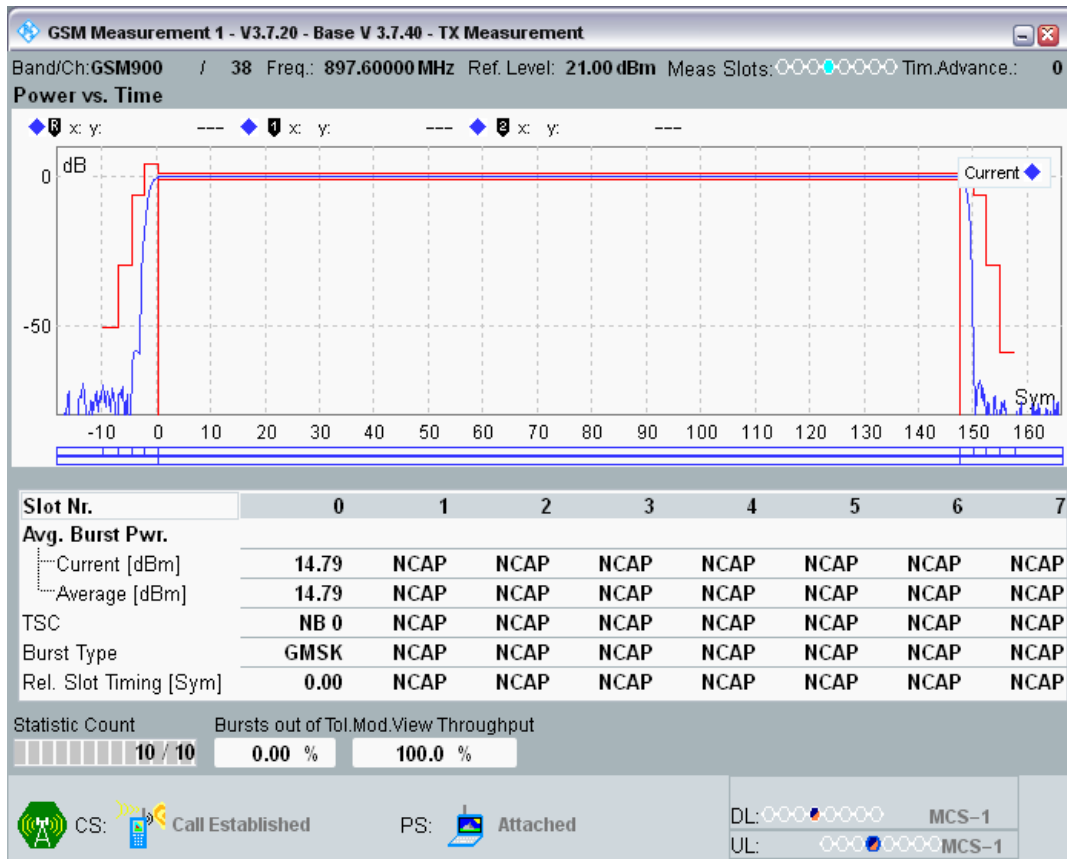 GSM Measurement 1 - V3.7.20 - Base V 3.7.40 - TX Measurement
Band/Ch:GSM900 / 38 Freq.: 897.60000 MHz Ref. Level: 21.00 dBm Meas Slots: Tim.Advance.: 0
Power vs. Time
R x: y: --- 1 x: y: --- 2 x: y: ---
dB
Current
0
-50
Sym
-10 0 10 20 30 40 50 60 70 80 90 100 110 120 130 140 150 160
Slot Nr. 0 1 2 3 4 5 6 7
Avg. Burst Pwr.
Current [dBm] 14.79 NCAP NCAP NCAP NCAP NCAP NCAP NCAP
Average [dBm] 14.79 NCAP NCAP NCAP NCAP NCAP NCAP NCAP
TSC NB 0 NCAP NCAP NCAP NCAP NCAP NCAP NCAP
Burst Type GMSK NCAP NCAP NCAP NCAP NCAP NCAP NCAP
Rel. Slot Timing [Sym] 0.00 NCAP NCAP NCAP NCAP NCAP NCAP NCAP
Statistic Count Bursts out of Tol.Mod.View Throughput
10 / 10 0.00 % 100.0 %
CS: Call Established PS: Attached DL: MCS-1
UL: MCS-1